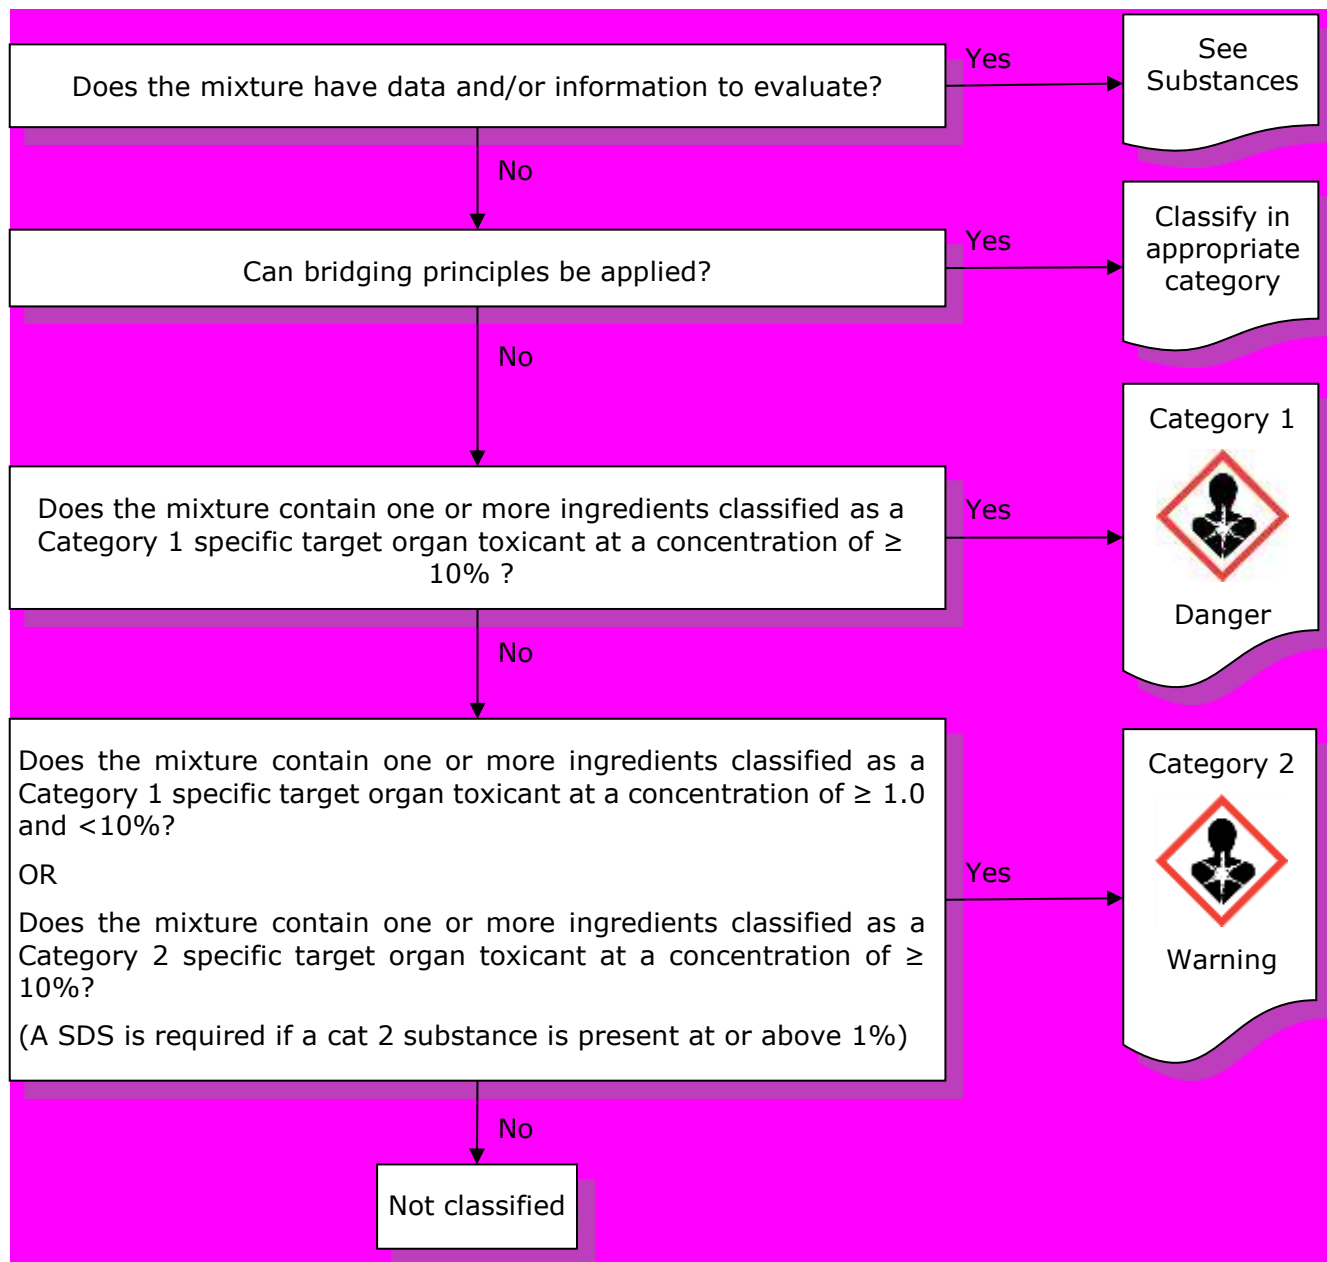 Does the mixture have data and/or information to evaluate?
Yes
See
Substances
No
Can bridging principles be applied?
Yes
Classify in
appropriate
category
No
Does the mixture contain one or more ingredients classified as a
Category 1 specific target organ toxicant at a concentration of ≥
10% ?
Yes
Category 1
Danger
No
Does the mixture contain one or more ingredients classified as a
Category 1 specific target organ toxicant at a concentration of ≥ 1.0
and <10%?
OR
Does the mixture contain one or more ingredients classified as a
Category 2 specific target organ toxicant at a concentration of ≥
10%?
(A SDS is required if a cat 2 substance is present at or above 1%)
Yes
Category 2
Warning
No
Not classified